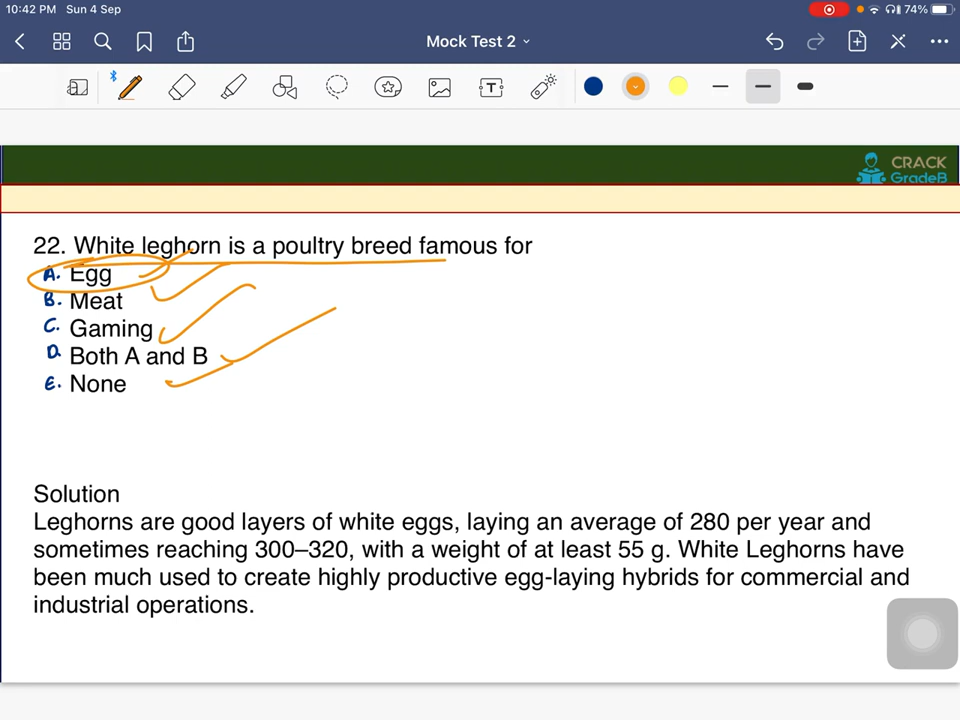 10:42 PM Sun 4 Sep
74%
Mock Test 2
T
CRACK
GradeB
22. White leghorn is a poultry breed famous for
A. Egg
B. Meat
C. Gaming
D. Both A and B
E. None
Solution
Leghorns are good layers of white eggs, laying an average of 280 per year and
sometimes reaching 300–320, with a weight of at least 55 g. White Leghorns have
been much used to create highly productive egg-laying hybrids for commercial and
industrial operations.